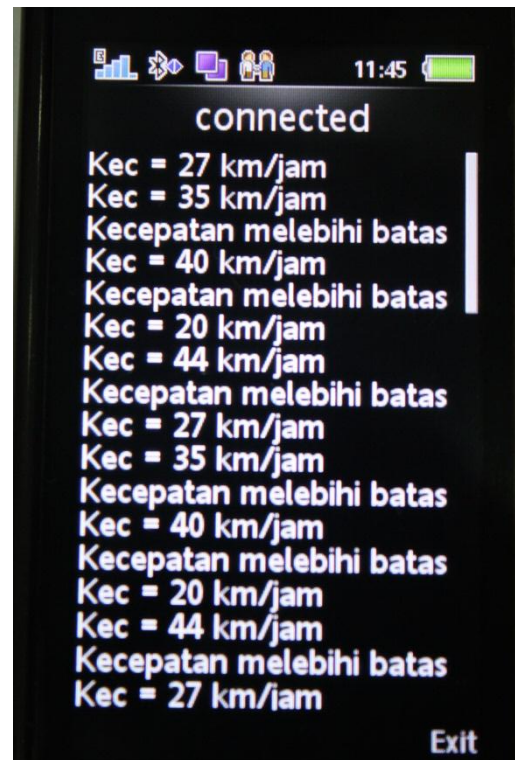 E
11:45
connected
Kec = 27 km/jam
Kec = 35 km/jam
Kecepatan melebihi batas
Kec = 40 km/jam
Kecepatan melebihi batas
Kec = 20 km/jam
Kec = 44 km/jam
Kecepatan melebihi batas
Kec = 27 km/jam
Kec = 35 km/jam
Kecepatan melebihi batas
Kec = 40 km/jam
Kecepatan melebihi batas
Kec = 20 km/jam
Kec = 44 km/jam
Kecepatan melebihi batas
Kec = 27 km/jam
Exit